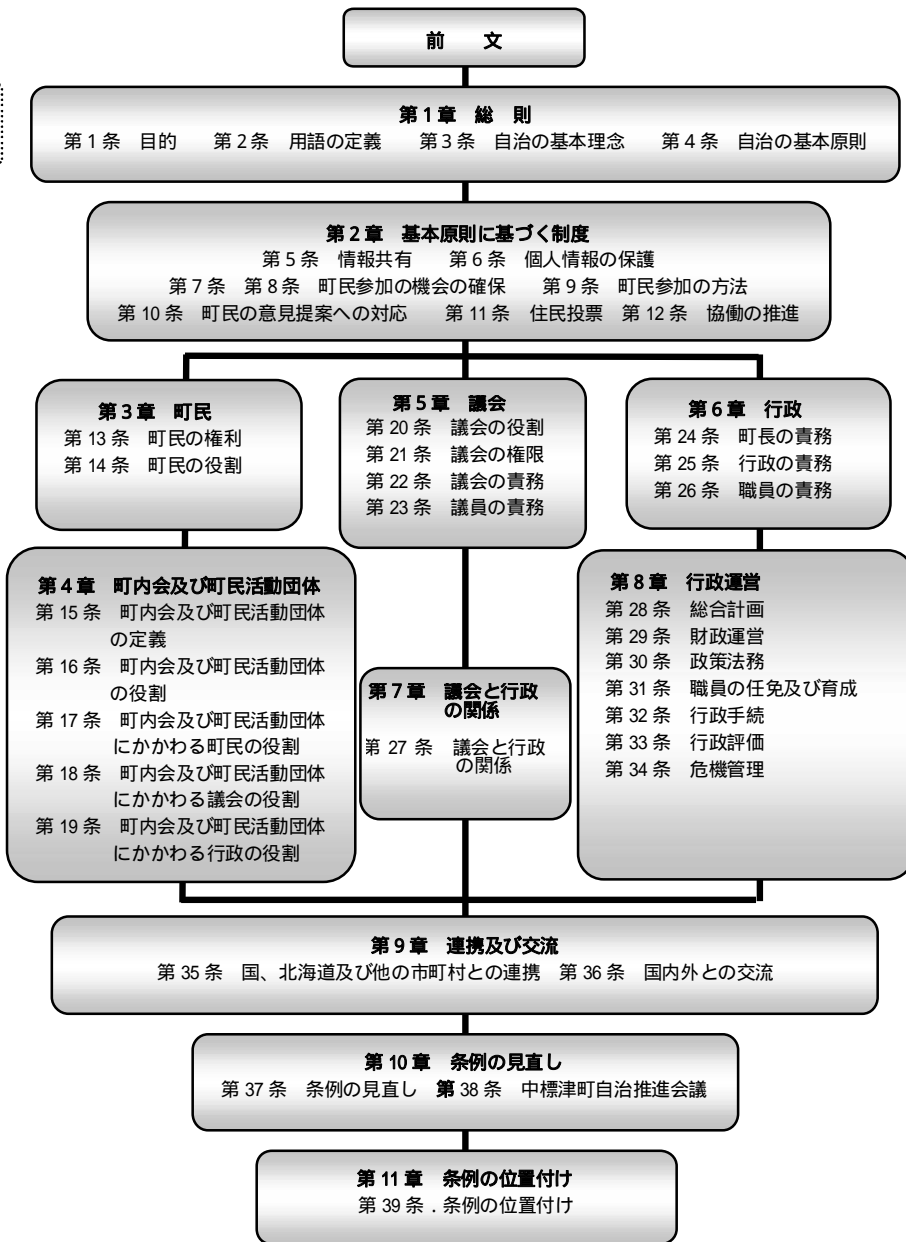 前　文
第１章　総　則
第１条　目的　　第２条　用語の定義　　第３条　自治の基本理念　　第４条　自治の基本原則
第２章　基本原則に基づく制度
第５条　情報共有　　第６条　個人情報の保護
第７条　第８条　町民参加の機会の確保　　第９条　町民参加の方法
第10条　町民の意見提案への対応　　第11条　住民投票　第12条　協働の推進
第３章　町民
第13条　町民の権利
第14条　町民の役割
第４章　町内会及び町民活動団体
第15条　町内会及び町民活動団体
の定義
第16条　町内会及び町民活動団体
の役割
第17条　町内会及び町民活動団体
にかかわる町民の役割
第18条　町内会及び町民活動団体
にかかわる議会の役割
第19条　町内会及び町民活動団体
にかかわる行政の役割
第５章　議会
第20条　議会の役割
第21条　議会の権限
第22条　議会の責務
第23条　議員の責務
第７章　議会と行政
の関係
第27条　議会と行政
の関係
第６章　行政
第24条　町長の責務
第25条　行政の責務
第26条　職員の責務
第８章　行政運営
第28条　総合計画
第29条　財政運営
第30条　政策法務
第31条　職員の任免及び育成
第32条　行政手続
第33条　行政評価
第34条　危機管理
第９章　連携及び交流
第35条　国、北海道及び他の市町村との連携　第36条　国内外との交流
第10章　条例の見直し
第37条　条例の見直し　第38条　中標津町自治推進会議
第11章　条例の位置付け
第39条．条例の位置付け